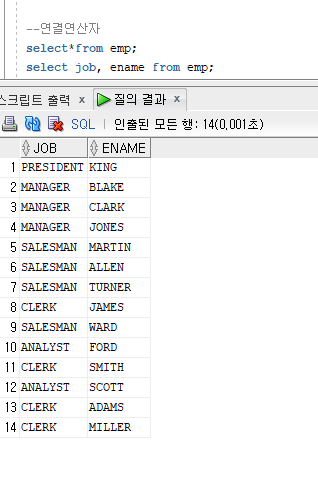 --연결연산자
select*from emp;
select job, ename from emp;
스크립트 출력 x 질의 결과 x
SQL | 인출된 모든 행: 14(0,001초)
JOB ENAME
1 PRESIDENT KING
2 MANAGER BLAKE
3 MANAGER CLARK
4 MANAGER JONES
5 SALESMAN MARTIN
6 SALESMAN ALLEN
7 SALESMAN TURNER
8 CLERK JAMES
9 SALESMAN WARD
10 ANALYST FORD
11 CLERK SMITH
12 ANALYST SCOTT
13 CLERK ADAMS
14 CLERK MILLER